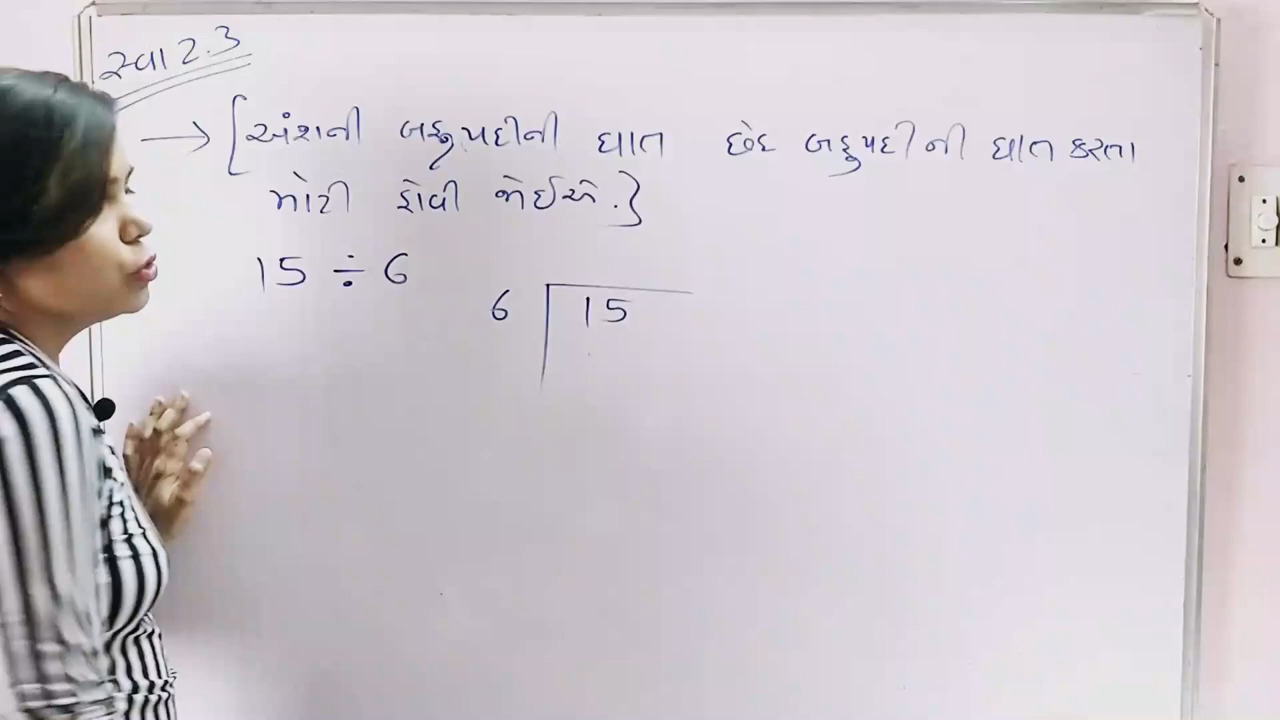 સ્વા 2.3
→ [અંશની બહુપદીની ઘાત છેદ બહુપદીની ઘાત કરતા
મોટી હોવી જોઈએ.}
15 ÷ 6
6 15